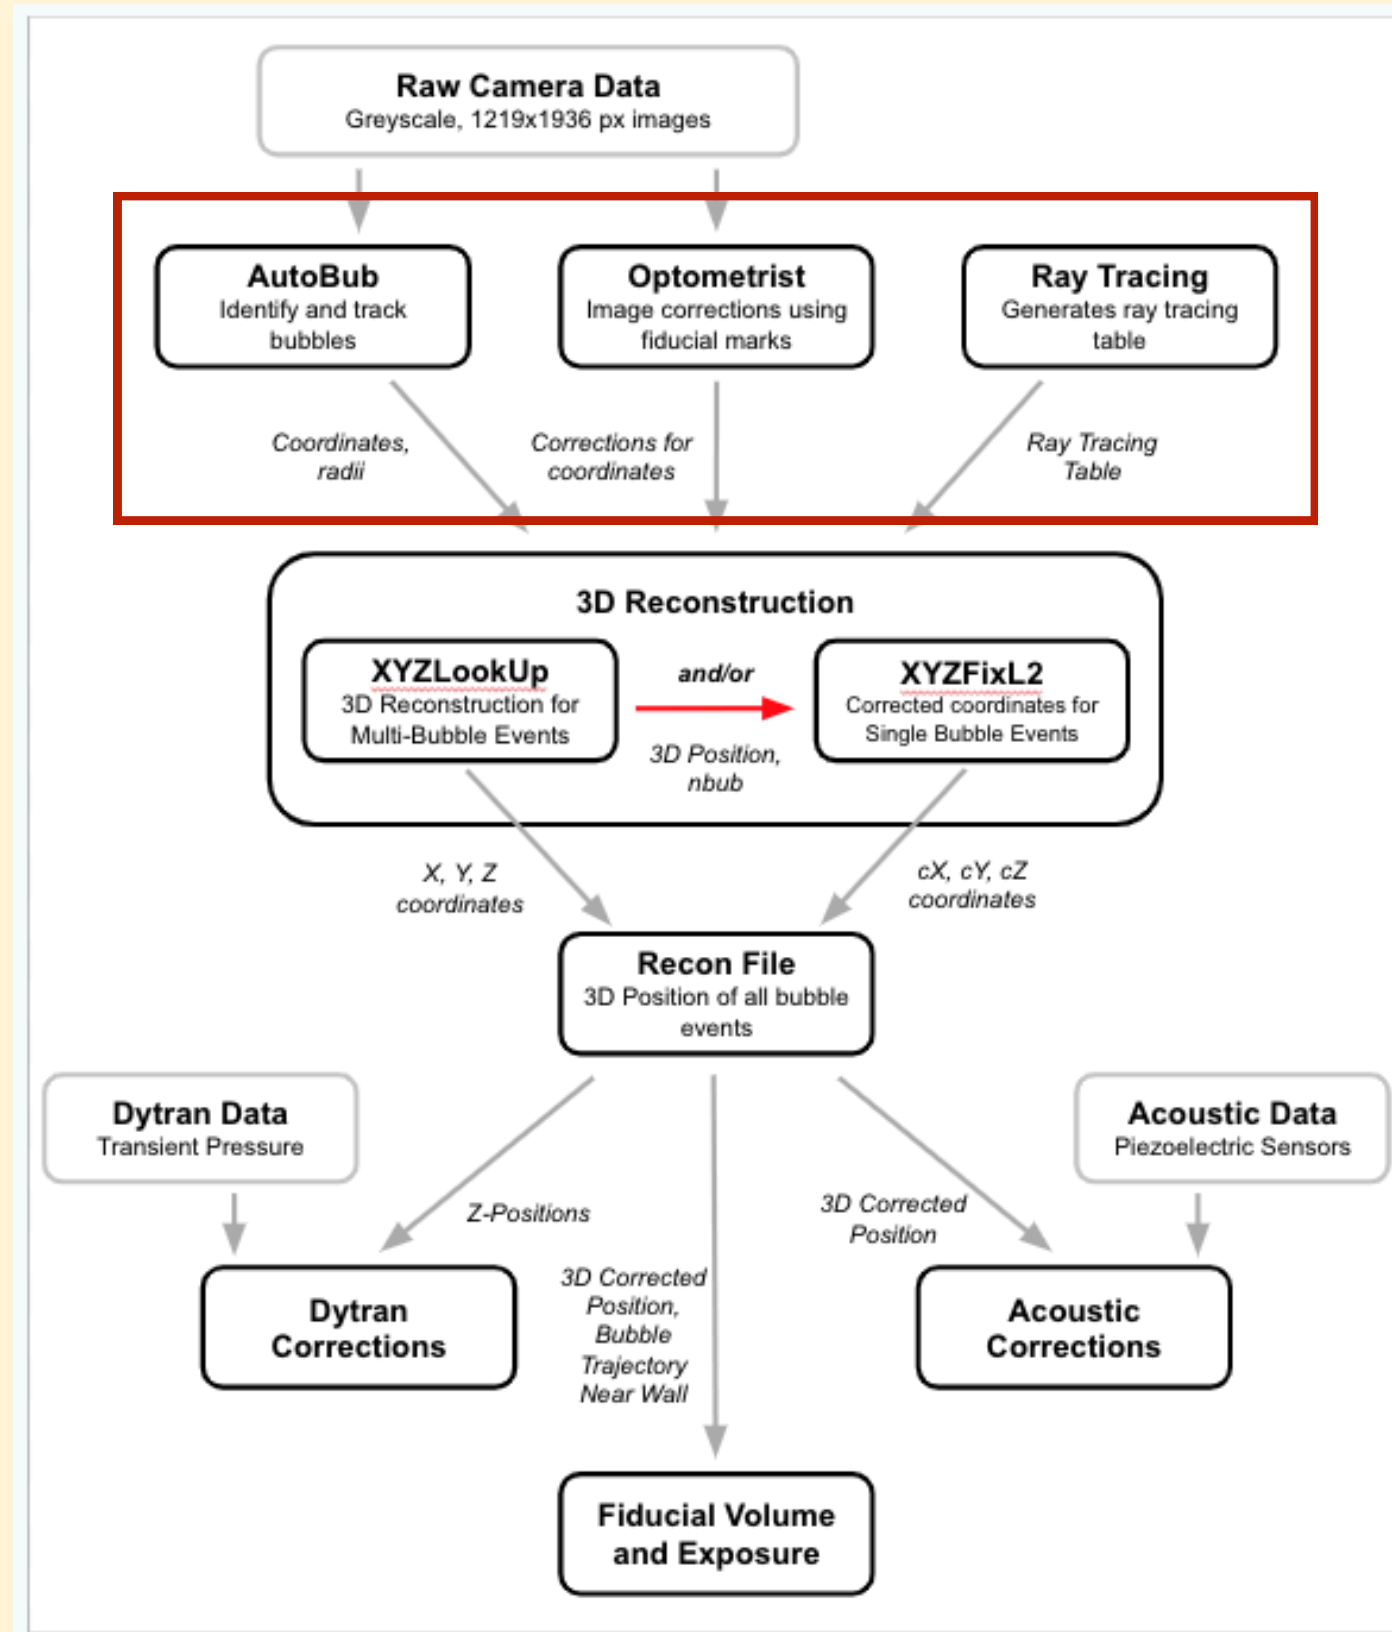 Raw Camera Data
Greyscale, 1219x1936 px images
AutoBub
Identify and track
bubbles
Optometrist
Image corrections using
fiducial marks
Ray Tracing
Generates ray tracing
table
Coordinates,
radii
Corrections for
coordinates
Ray Tracing
Table
3D Reconstruction
XYZLookUp
3D Reconstruction for
Multi-Bubble Events
and/or
3D Position,
nbub
XYZFixL2
Corrected coordinates for
Single Bubble Events
X, Y, Z
coordinates
cX, cY, cZ
coordinates
Recon File
3D Position of all bubble
events
Dytran Data
Transient Pressure
Acoustic Data
Piezoelectric Sensors
Z-Positions
3D Corrected
Position
3D Corrected
Position,
Bubble
Trajectory
Near Wall
Dytran
Corrections
Acoustic
Corrections
Fiducial Volume
and Exposure